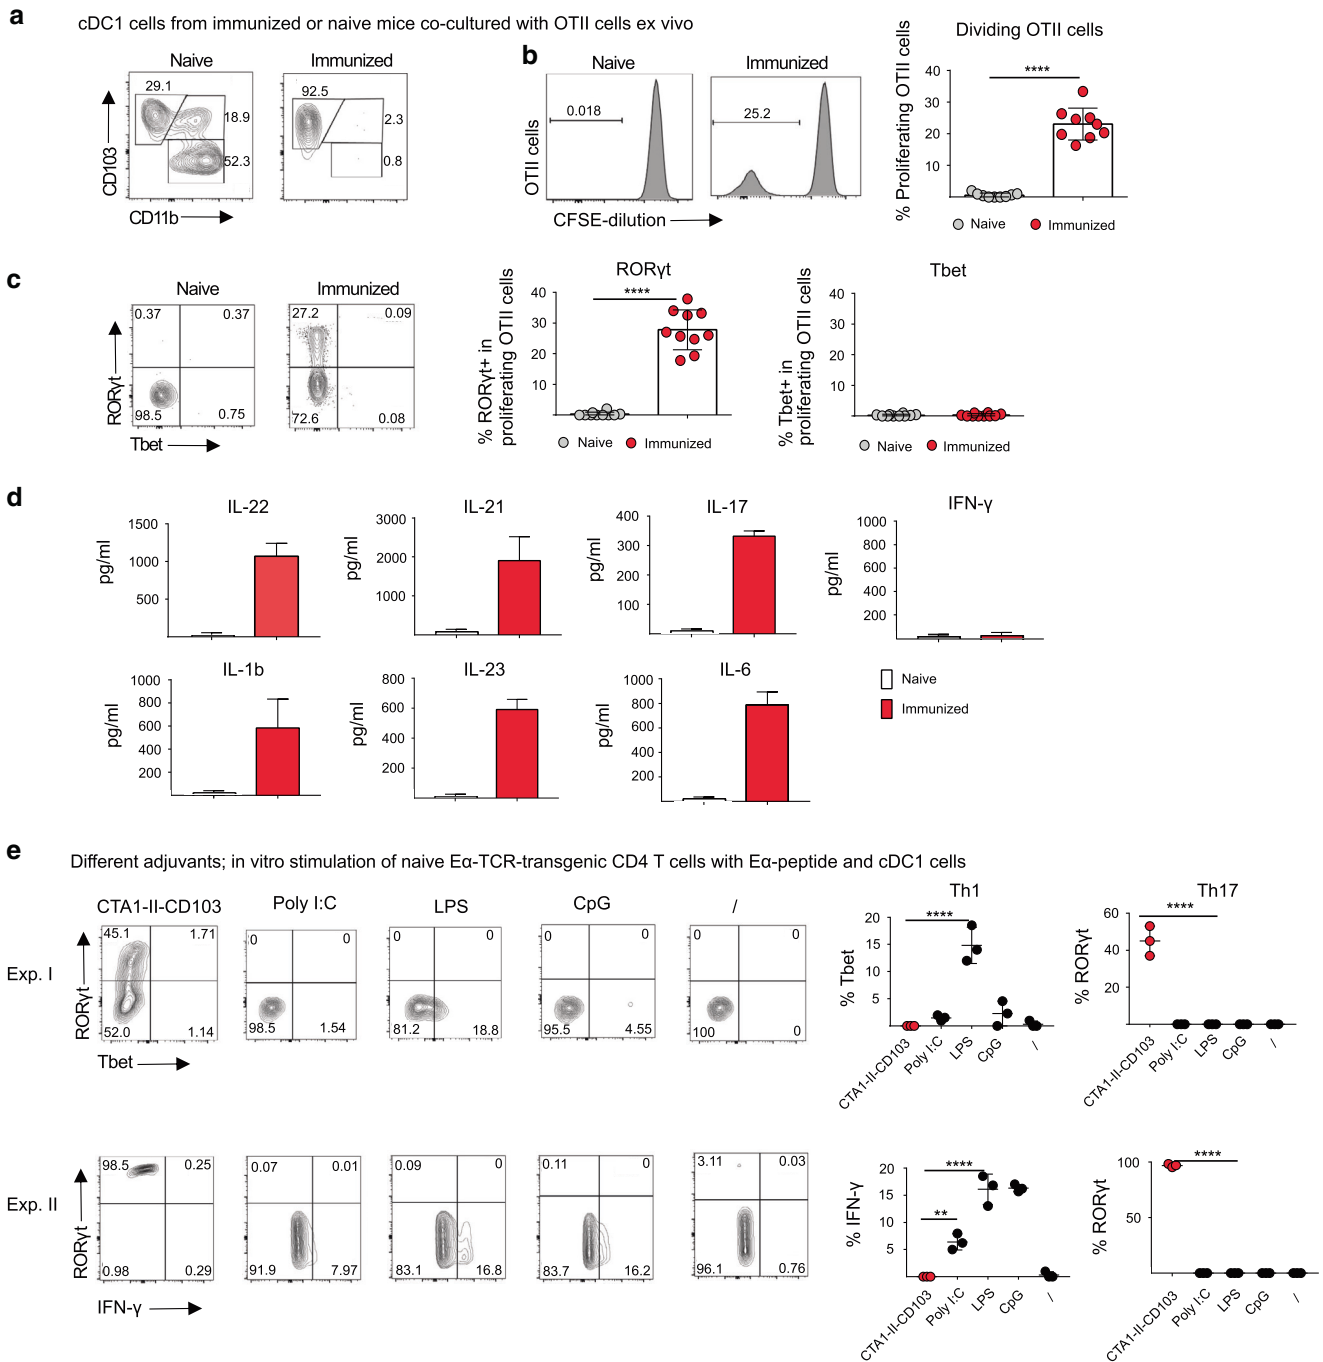 a
cDC1 cells from immunized or naive mice co-cultured with OTII cells ex vivo
Naive
Immunized
29.1
18.9
52.3
92.5
2.3
0.8
CD103
CD11b
b
Naive
Immunized
0.018
25.2
OTII cells
CFSE-dilution
Dividing OTII cells
****
% Proliferating OTII cells
40
30
20
10
Naive
Immunized
c
Naive
Immunized
0.37
0.37
98.5
0.75
27.2
0.09
72.6
0.08
RORγt
Tbet
RORγt
****
% RORγt+ in
proliferating OTII cells
40
30
20
10
Naive
Immunized
Tbet
% Tbet+ in
proliferating OTII cells
40
30
20
10
Naive
Immunized
d
IL-22
pg/ml
1500
1000
500
IL-21
pg/ml
3000
2000
1000
IL-17
pg/ml
400
300
200
100
IFN-γ
pg/ml
1000
800
600
400
200
IL-1b
pg/ml
1000
800
600
400
200
IL-23
pg/ml
800
600
400
200
IL-6
pg/ml
1000
800
600
400
200
Naive
Immunized
e
Different adjuvants; in vitro stimulation of naive Eα-TCR-transgenic CD4 T cells with Eα-peptide and cDC1 cells
CTA1-II-CD103
Poly I:C
LPS
CpG
/
Exp. I
45.1
1.71
52.0
1.14
0
0
98.5
1.54
0
0
81.2
18.8
0
0
95.5
4.55
0
0
100
0
RORγt
Tbet
Th1
****
% Tbet
20
15
10
5
CTA1-II-CD103
Poly I:C
LPS
CpG
/
Th17
****
% RORγt
60
40
20
CTA1-II-CD103
Poly I:C
LPS
CpG
/
Exp. II
98.5
0.25
0.98
0.29
0.07
0.01
91.9
7.97
0.09
0
83.1
16.8
0.11
0
83.7
16.2
3.11
0.03
96.1
0.76
RORγt
IFN-γ
****
**
% IFN-γ
20
15
10
5
CTA1-II-CD103
Poly I:C
LPS
CpG
/
****
% RORγt
100
50
CTA1-II-CD103
Poly I:C
LPS
CpG
/